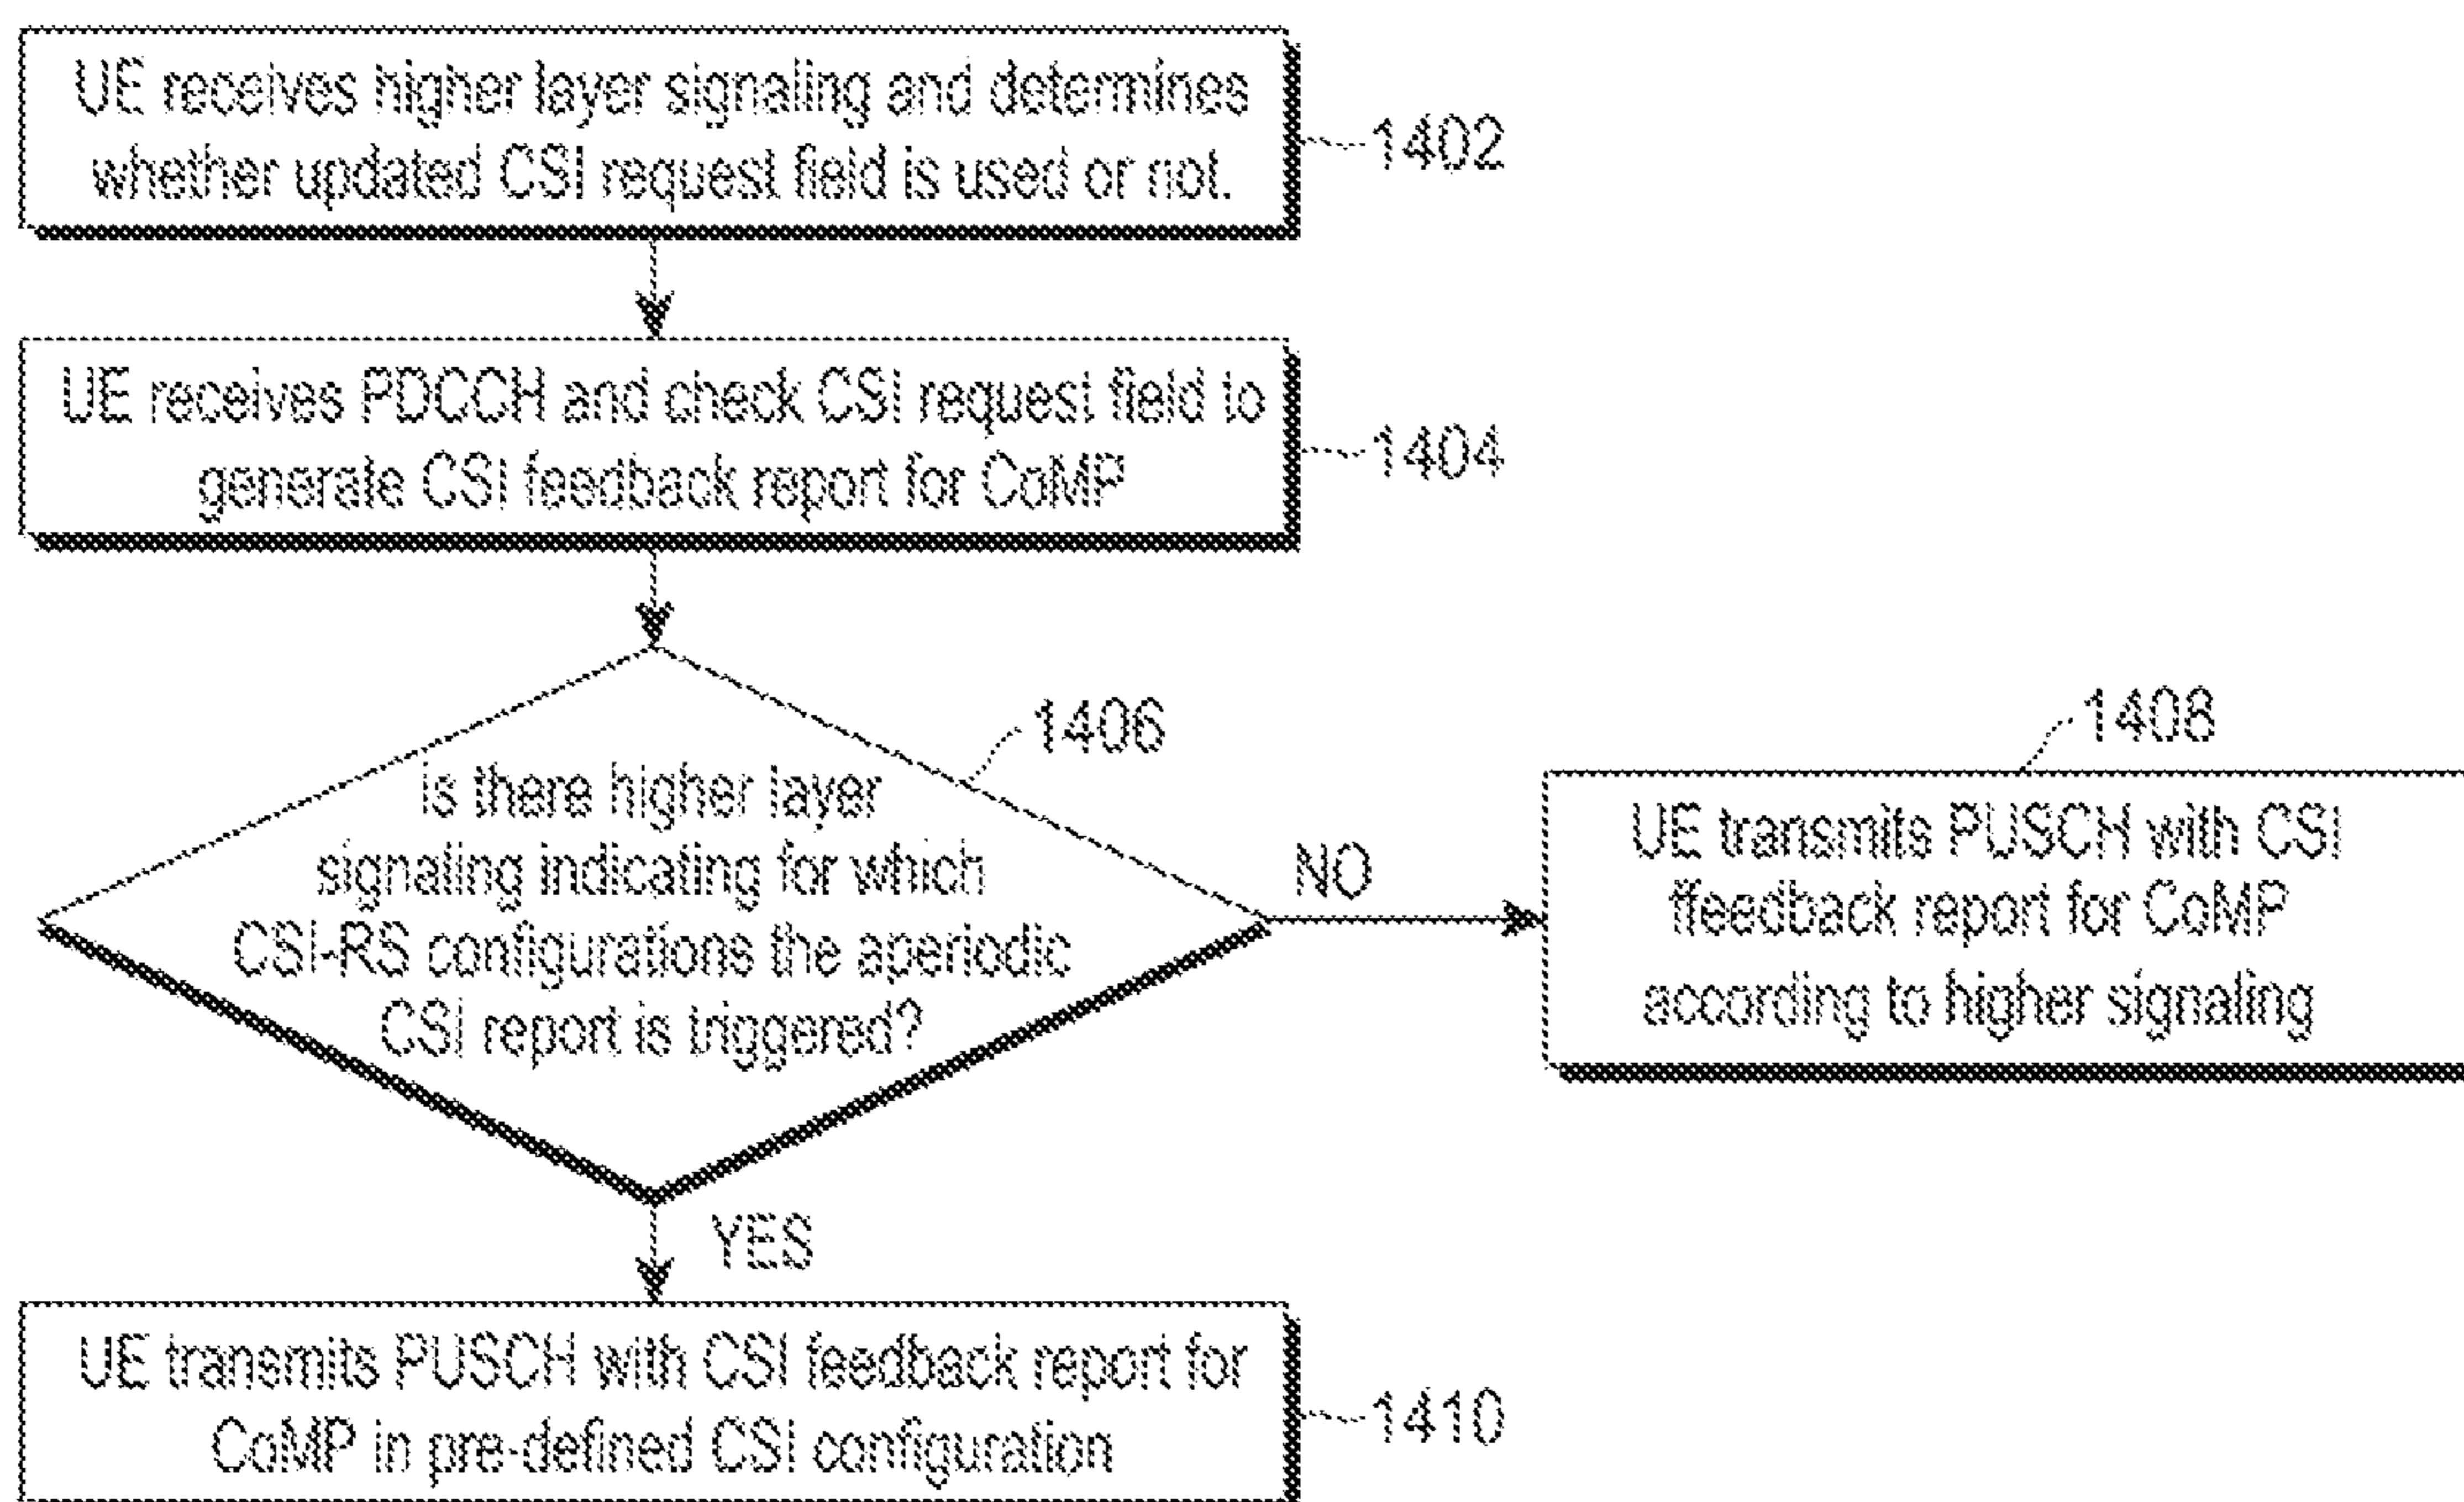 UE receives higher layer signaling and determines
whether updated CSI request field is used or not.
1402
UE receives PDCCH and check CSI request field to
generate CSI feedback report for CoMP
1404
1406
is there higher layer
signaling indicating for which
CSI-RS configurations the aperiodic
CSI report is triggered?
NO
1408
UE transmits PUSCH with CSI
ffeedback report for CoMP
according to higher signaling
YES
UE transmits PUSCH with CSI feedback report for
CoMP in pre-defined CSI configuration
1410